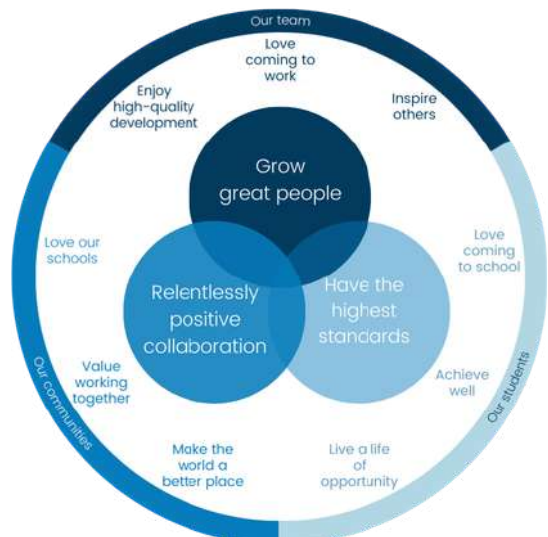 Our team
Love
coming to
work
Enjoy
high-quality
development
Inspire
others
Grow
great people
Love our
schools
Love
coming
to school
Relentlessly
positive
collaboration
Have the
highest
standards
Value
working
together
Achieve
well
Our communities
Our students
Make the
world a
better place
Live a life
of
opportunity